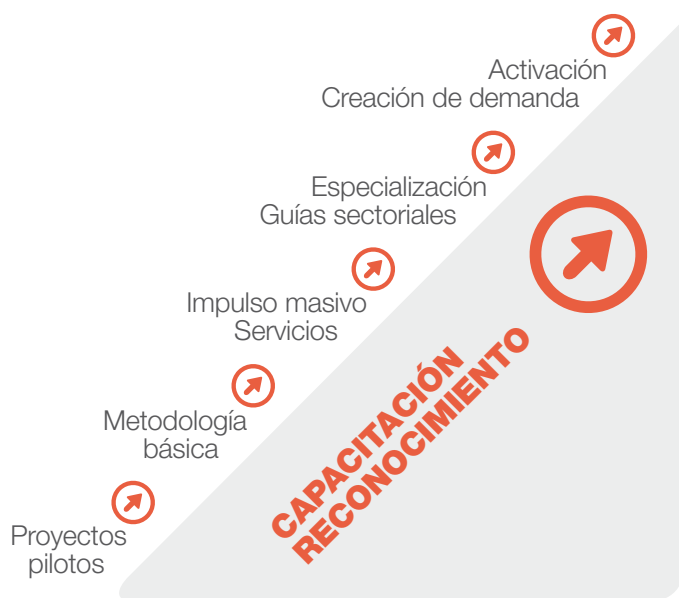 Activación
Creación de demanda
Especialización
Guías sectoriales
Impulso masivo
Servicios
Metodología
básica
Proyectos
pilotos
CAPACITACIÓN
RECONOCIMIENTO